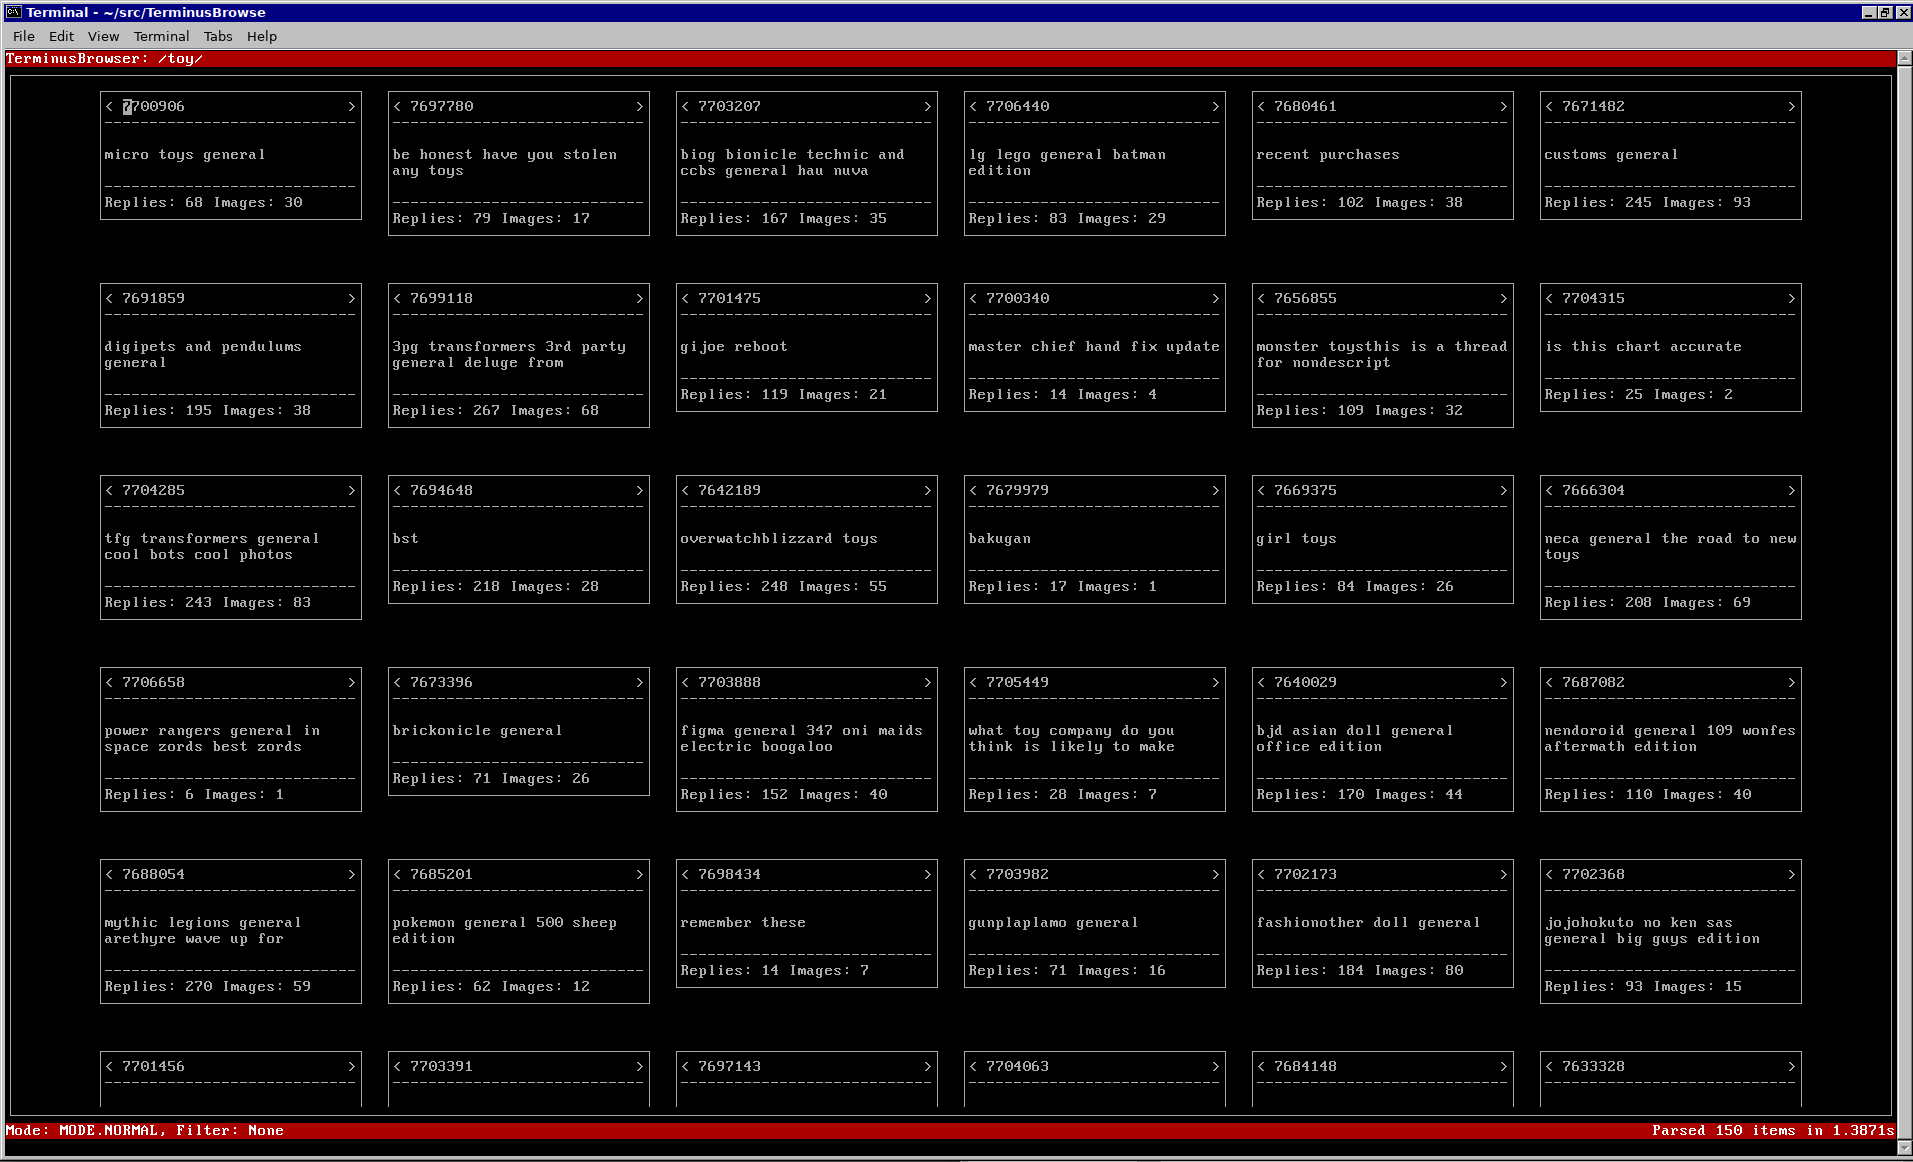 Terminal - ~/src/TerminusBrowse
File Edit View Terminal Tabs Help
TerminusBrowser: /toy/
< 7700906 >
--------------------------
micro toys general
--------------------------
Replies: 68 Images: 30
< 7697780 >
--------------------------
be honest have you stolen
any toys
--------------------------
Replies: 79 Images: 17
< 7703207 >
--------------------------
biog bionicle technic and
ccbs general hau nuva
--------------------------
Replies: 167 Images: 35
< 7706440 >
--------------------------
lg lego general batman
edition
--------------------------
Replies: 83 Images: 29
< 7680461 >
--------------------------
recent purchases
--------------------------
Replies: 102 Images: 38
< 7671482 >
--------------------------
customs general
--------------------------
Replies: 245 Images: 93
< 7691859 >
--------------------------
digipets and pendulums
general
--------------------------
Replies: 195 Images: 38
< 7699118 >
--------------------------
3pg transformers 3rd party
general deluge from
--------------------------
Replies: 267 Images: 68
< 7701475 >
--------------------------
gijoe reboot
--------------------------
Replies: 119 Images: 21
< 7700340 >
--------------------------
master chief hand fix update
--------------------------
Replies: 14 Images: 4
< 7656855 >
--------------------------
monster toysthis is a thread
for nondescript
--------------------------
Replies: 109 Images: 32
< 7704315 >
--------------------------
is this chart accurate
--------------------------
Replies: 25 Images: 2
< 7704285 >
--------------------------
tfg transformers general
cool bots cool photos
--------------------------
Replies: 243 Images: 83
< 7694648 >
--------------------------
bst
--------------------------
Replies: 218 Images: 28
< 7642189 >
--------------------------
overwatchblizzard toys
--------------------------
Replies: 248 Images: 55
< 7679979 >
--------------------------
bakugan
--------------------------
Replies: 17 Images: 1
< 7669375 >
--------------------------
girl toys
--------------------------
Replies: 84 Images: 26
< 7666304 >
--------------------------
neca general the road to new
toys
--------------------------
Replies: 208 Images: 69
< 7706658 >
--------------------------
power rangers general in
space zords best zords
--------------------------
Replies: 6 Images: 1
< 7673396 >
--------------------------
brickonicle general
--------------------------
Replies: 71 Images: 26
< 7703888 >
--------------------------
figma general 347 oni maids
electric boogaloo
--------------------------
Replies: 152 Images: 40
< 7705449 >
--------------------------
what toy company do you
think is likely to make
--------------------------
Replies: 28 Images: 7
< 7640029 >
--------------------------
bjd asian doll general
office edition
--------------------------
Replies: 170 Images: 44
< 7687082 >
--------------------------
nendoroid general 109 wonfes
aftermath edition
--------------------------
Replies: 110 Images: 40
< 7688054 >
--------------------------
mythic legions general
arethyre wave up for
--------------------------
Replies: 270 Images: 59
< 7685201 >
--------------------------
pokemon general 500 sheep
edition
--------------------------
Replies: 62 Images: 12
< 7698434 >
--------------------------
remember these
--------------------------
Replies: 14 Images: 7
< 7703982 >
--------------------------
gunplaplamo general
--------------------------
Replies: 71 Images: 16
< 7702173 >
--------------------------
fashionother doll general
--------------------------
Replies: 184 Images: 80
< 7702368 >
--------------------------
jojohokuto no ken sas
general big guys edition
--------------------------
Replies: 93 Images: 15
< 7701456 >
--------------------------
< 7703391 >
--------------------------
< 7697143 >
--------------------------
< 7704063 >
--------------------------
< 7684148 >
--------------------------
< 7633328 >
--------------------------
Mode: MODE.NORMAL, Filter: None
Parsed 150 items in 1.3871s